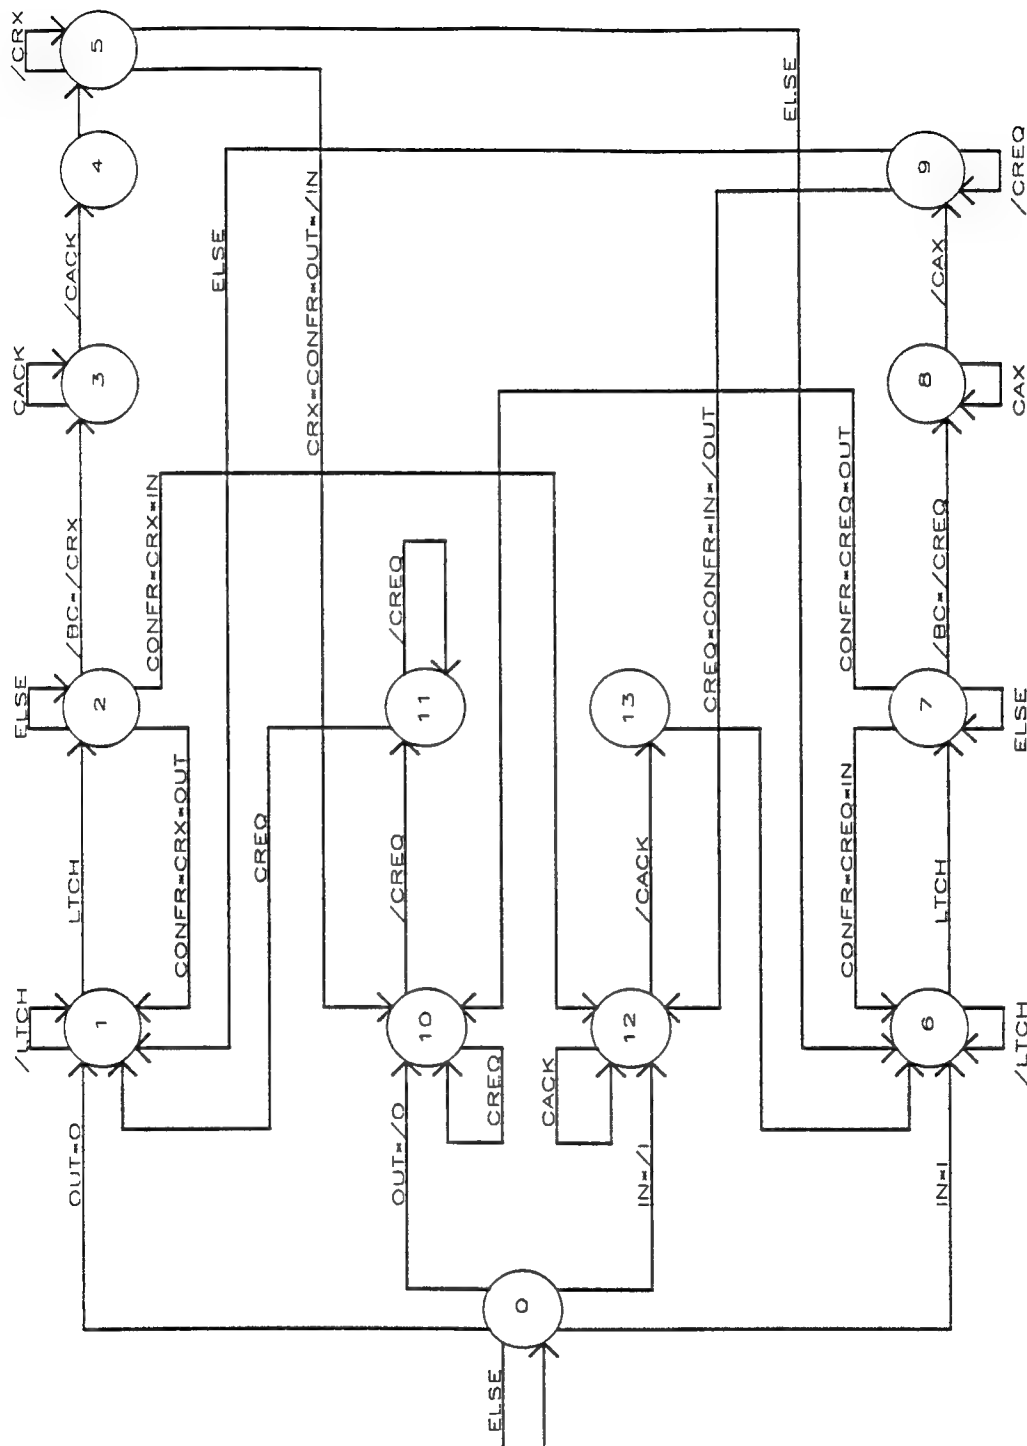 /LTCH
ELSE
CACK
/CRX
OUT*O
LTCH
/BC*/CRX
/CACK
1
2
3
4
5
CONFR*CRX*IN
CONFR*CRX*OUT
ELSE
CREQ
CRX*CONFR*OUT*/IN
OUT*/O
/CREQ
/CREQ
10
11
ELSE
CREQ
0
CACK
12
13
IN*/I
/CACK
CREQ*CONFR*IN*/OUT
ELSE
CONFR*CREQ*IN
CONFR*CREQ*OUT
6
7
8
9
IN*I
LTCH
/BC*/CREQ
/CAX
/LTCH
ELSE
CAX
/CREQ